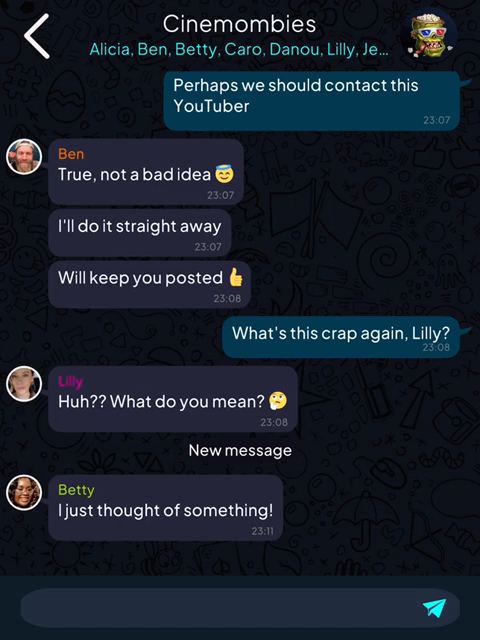 Cinemombies
Alicia, Ben, Betty, Caro, Danou, Lilly, Je...
Perhaps we should contact this
YouTuber
23:07
Ben
True, not a bad idea 😇
23:07
I'll do it straight away
23:07
Will keep you posted 👍
23:08
What's this crap again, Lilly?
23:08
Lilly
Huh?? What do you mean? 🤔
23:08
New message
Betty
I just thought of something!
23:11